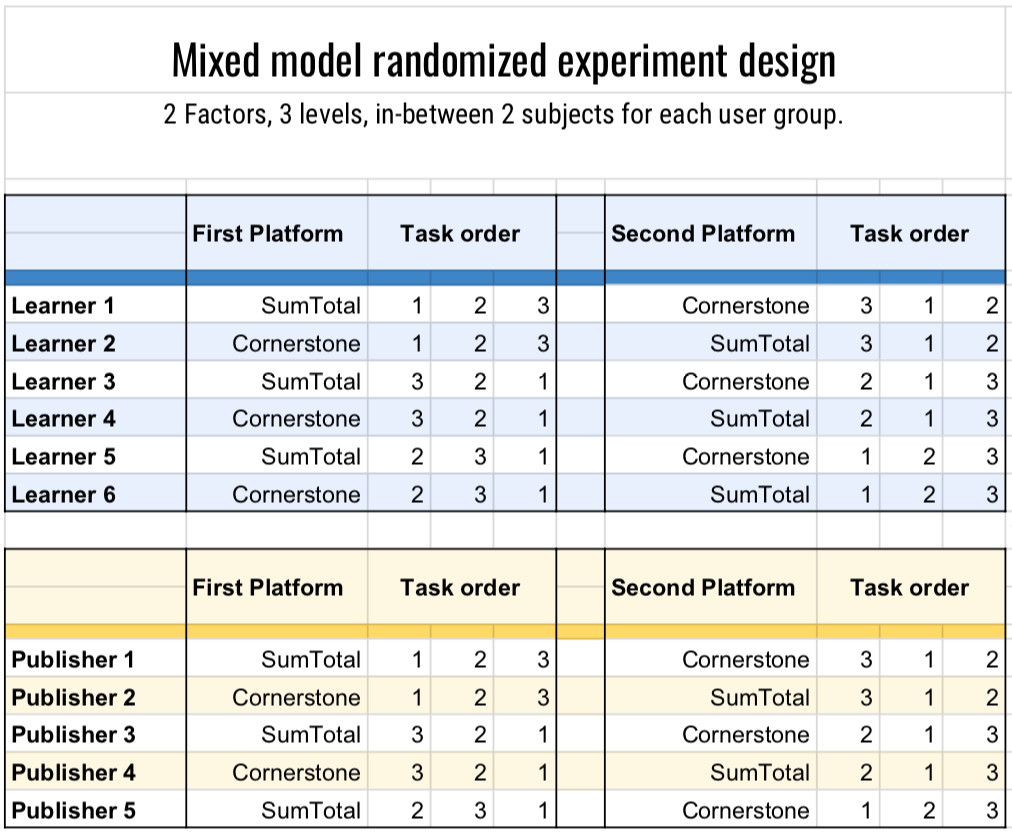 Mixed model randomized experiment design
2 Factors, 3 levels, in-between 2 subjects for each user group.
First Platform Task order Second Platform Task order
Learner 1 SumTotal 1 2 3 Cornerstone 3 1 2
Learner 2 Cornerstone 1 2 3 SumTotal 3 1 2
Learner 3 SumTotal 3 2 1 Cornerstone 2 1 3
Learner 4 Cornerstone 3 2 1 SumTotal 2 1 3
Learner 5 SumTotal 2 3 1 Cornerstone 1 2 3
Learner 6 Cornerstone 2 3 1 SumTotal 1 2 3
First Platform Task order Second Platform Task order
Publisher 1 SumTotal 1 2 3 Cornerstone 3 1 2
Publisher 2 Cornerstone 1 2 3 SumTotal 3 1 2
Publisher 3 SumTotal 3 2 1 Cornerstone 2 1 3
Publisher 4 Cornerstone 3 2 1 SumTotal 2 1 3
Publisher 5 SumTotal 2 3 1 Cornerstone 1 2 3